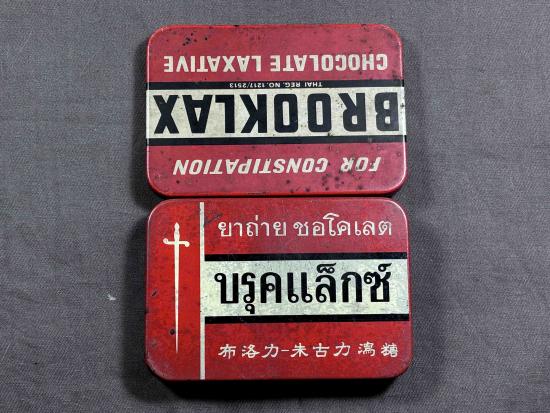 FOR CONSTIPATION
BROOKLAX
THAI REG. NO. 1217/2513
CHOCOLATE LAXATIVE
ยาถ่าย ชอโคเลต
บรุคแล็กซ์
布洛力-朱古力瀉糖